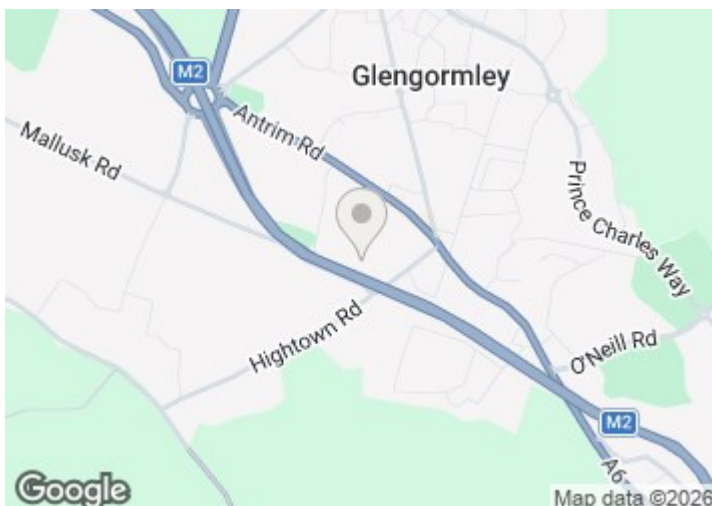 M2
Glengormley
Antrim Rd
Mallusk Rd
Prince Charles Way
Hightown Rd
O'Neill Rd
M2
A6
Google
Map data ©2026